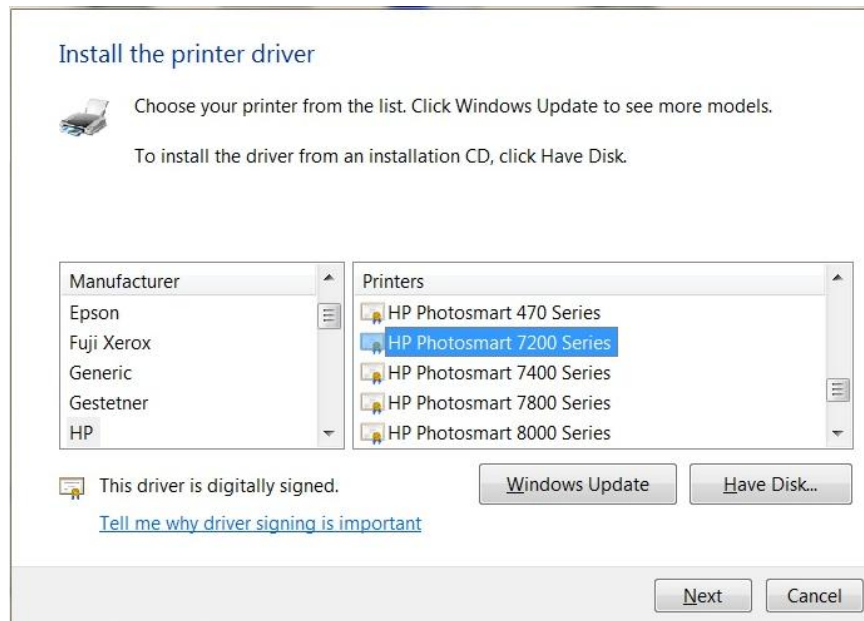 Install the printer driver
Choose your printer from the list. Click Windows Update to see more models.
To install the driver from an installation CD, click Have Disk.
Manufacturer
Epson
Fuji Xerox
Generic
Gestetner
HP
Printers
HP Photosmart 470 Series
HP Photosmart 7200 Series
HP Photosmart 7400 Series
HP Photosmart 7800 Series
HP Photosmart 8000 Series
This driver is digitally signed.
Tell me why driver signing is important
Windows Update
Have Disk...
Next
Cancel